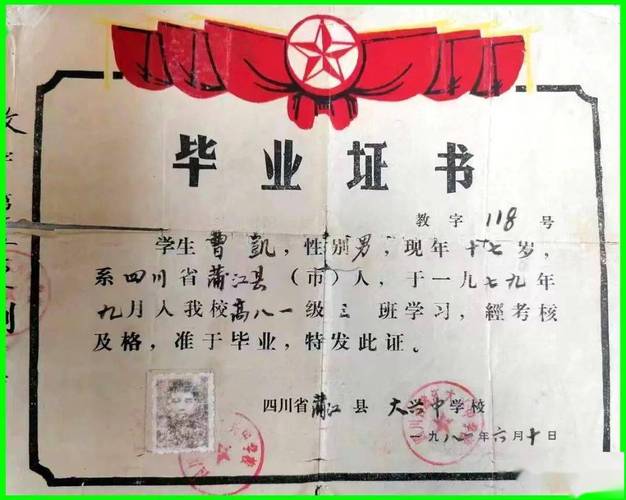 毕业证书
教字 118 号
学生曹凯，性别男，现年十七岁，
系四川省蒲江县（市）人，于一九七九年
九月入我校高八一级三班学习，經考核
及格，准于毕业，特发此证。
四川省蒲江县 大兴中学校
一九八一年六月十日